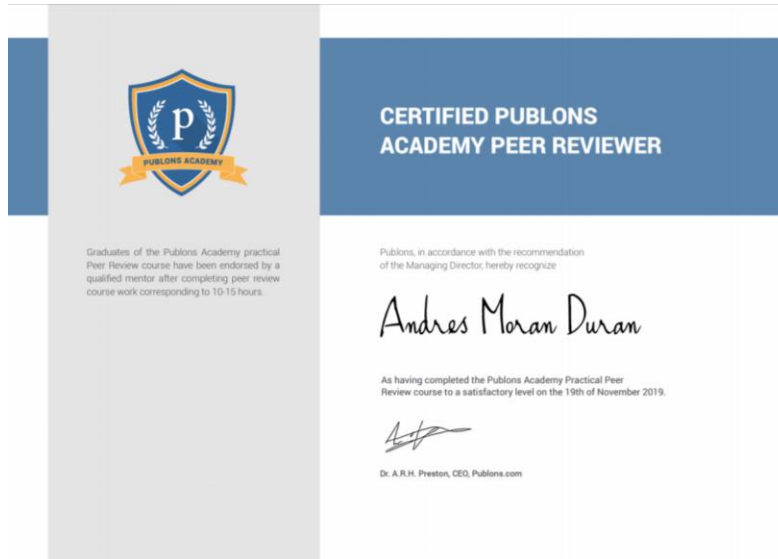 p
PUBLONS ACADEMY
Graduates of the Publons Academy practical
Peer Review course have been endorsed by a
qualified mentor after completing peer review
course work corresponding to 10-15 hours.
CERTIFIED PUBLONS
ACADEMY PEER REVIEWER
Publons, in accordance with the recommendation
of the Managing Director, hereby recognize
Andres Moran Duran
As having completed the Publons Academy Practical Peer
Review course to a satisfactory level on the 19th of November 2019.
Dr. A.R.H. Preston, CEO, Publons.com